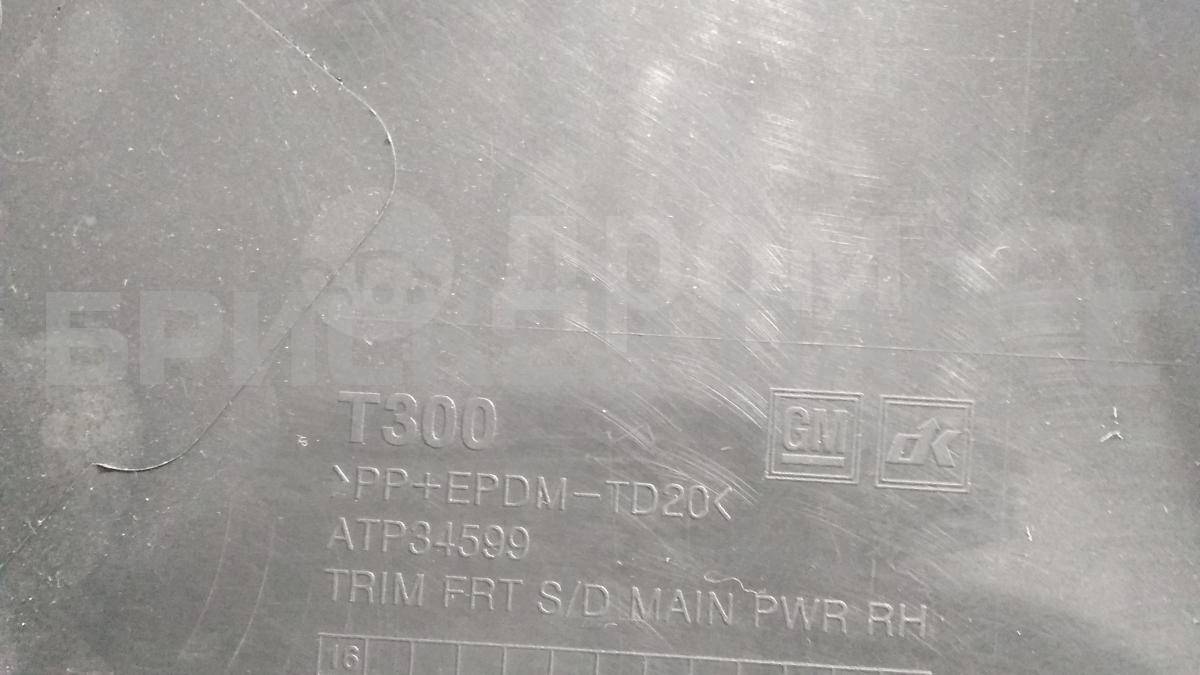 T300
GM
>PP+EPDM-TD20<
ATP34599
TRIM FRT S/D MAIN PWR RH
16